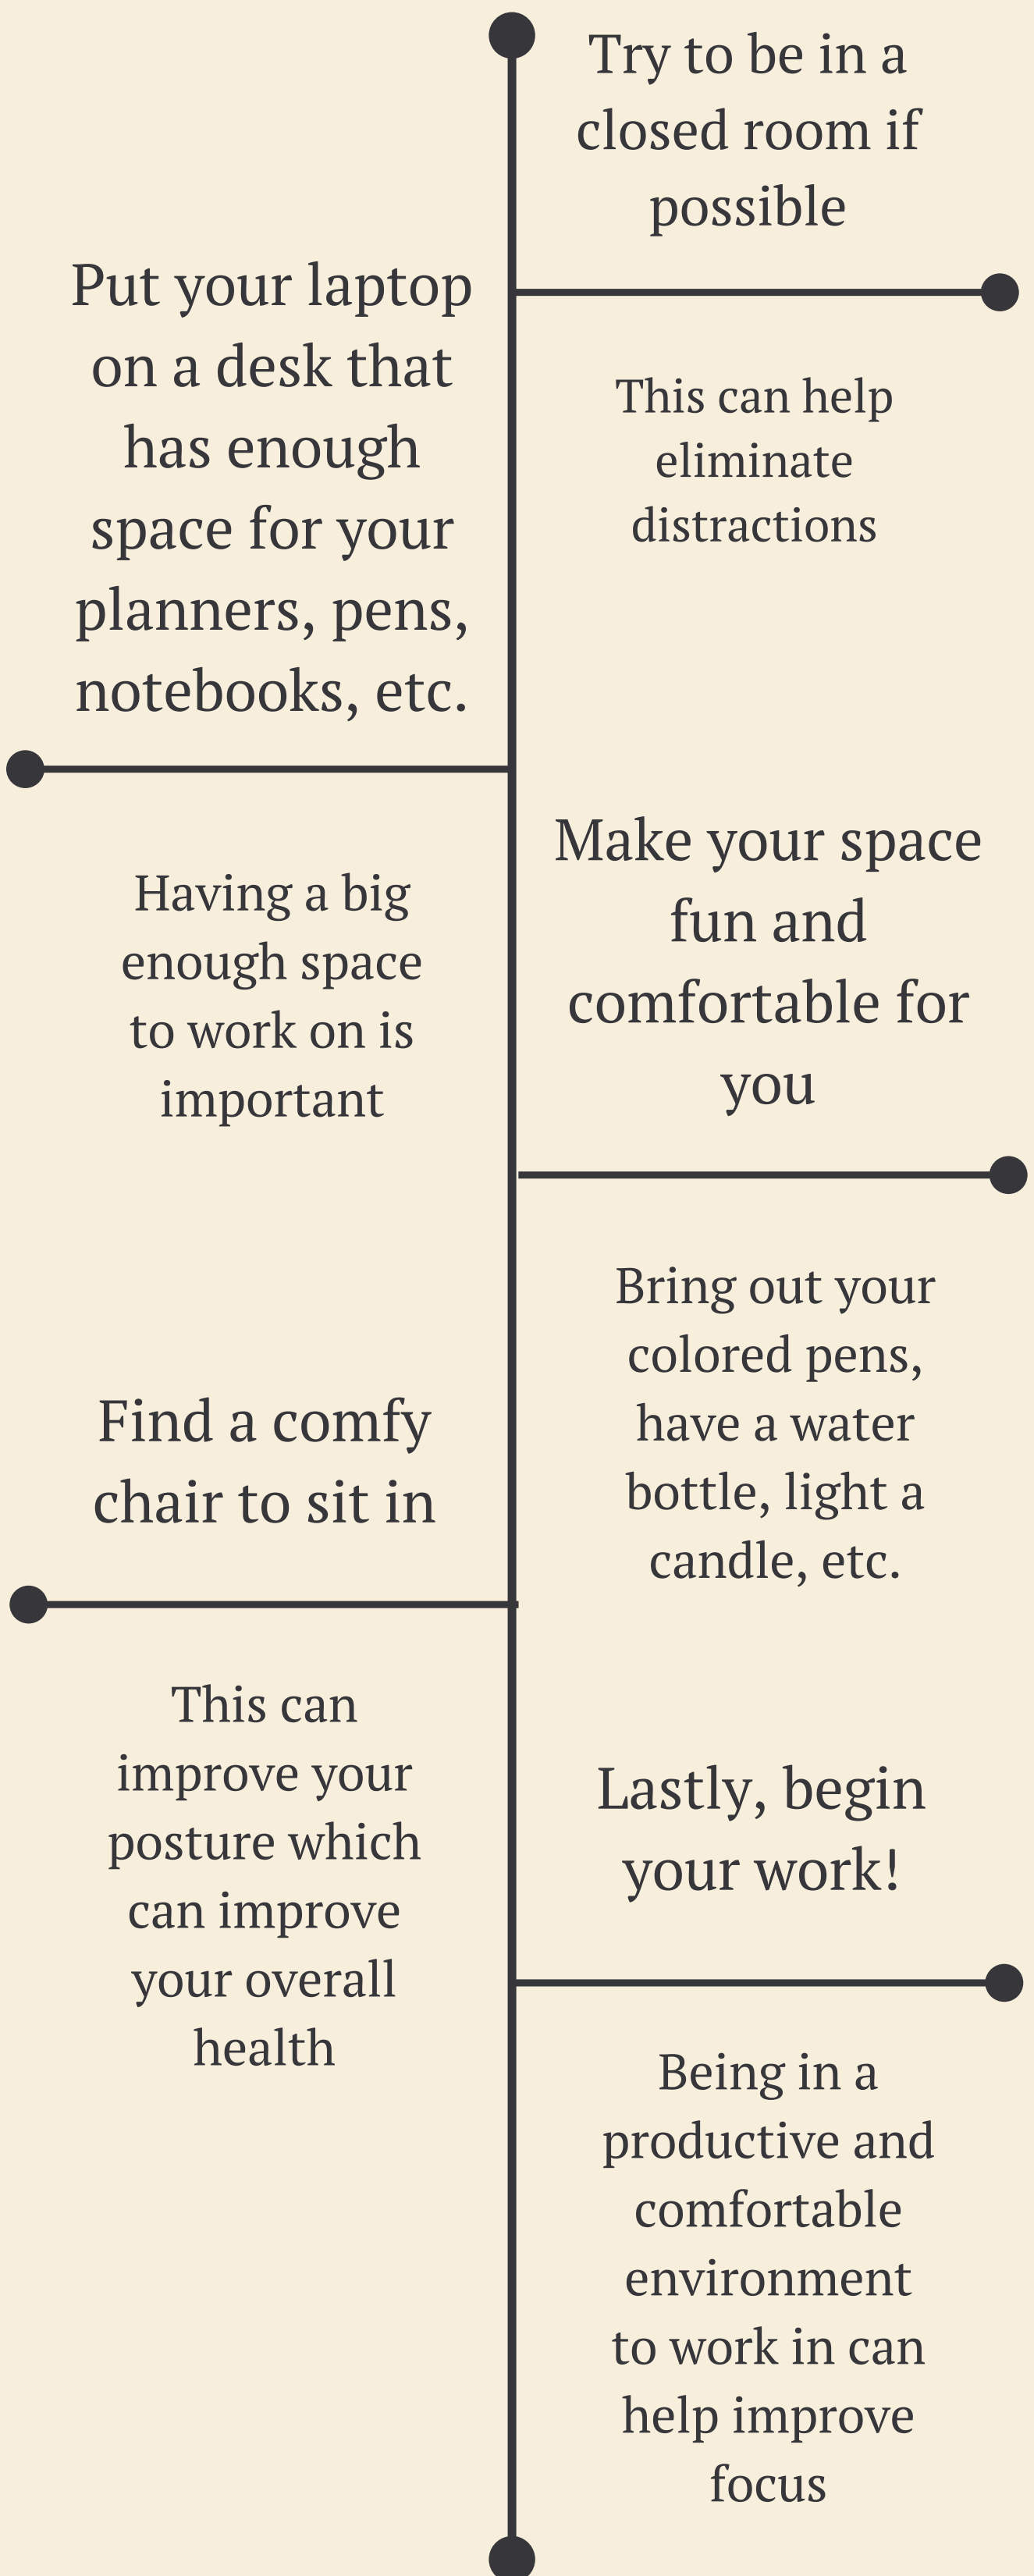 Try to be in a
closed room if
possible
This can help
eliminate
distractions
Put your laptop
on a desk that
has enough
space for your
planners, pens,
notebooks, etc.
Having a big
enough space
to work on is
important
Make your space
fun and
comfortable for
you
Bring out your
colored pens,
have a water
bottle, light a
candle, etc.
Find a comfy
chair to sit in
This can
improve your
posture which
can improve
your overall
health
Lastly, begin
your work!
Being in a
productive and
comfortable
environment
to work in can
help improve
focus